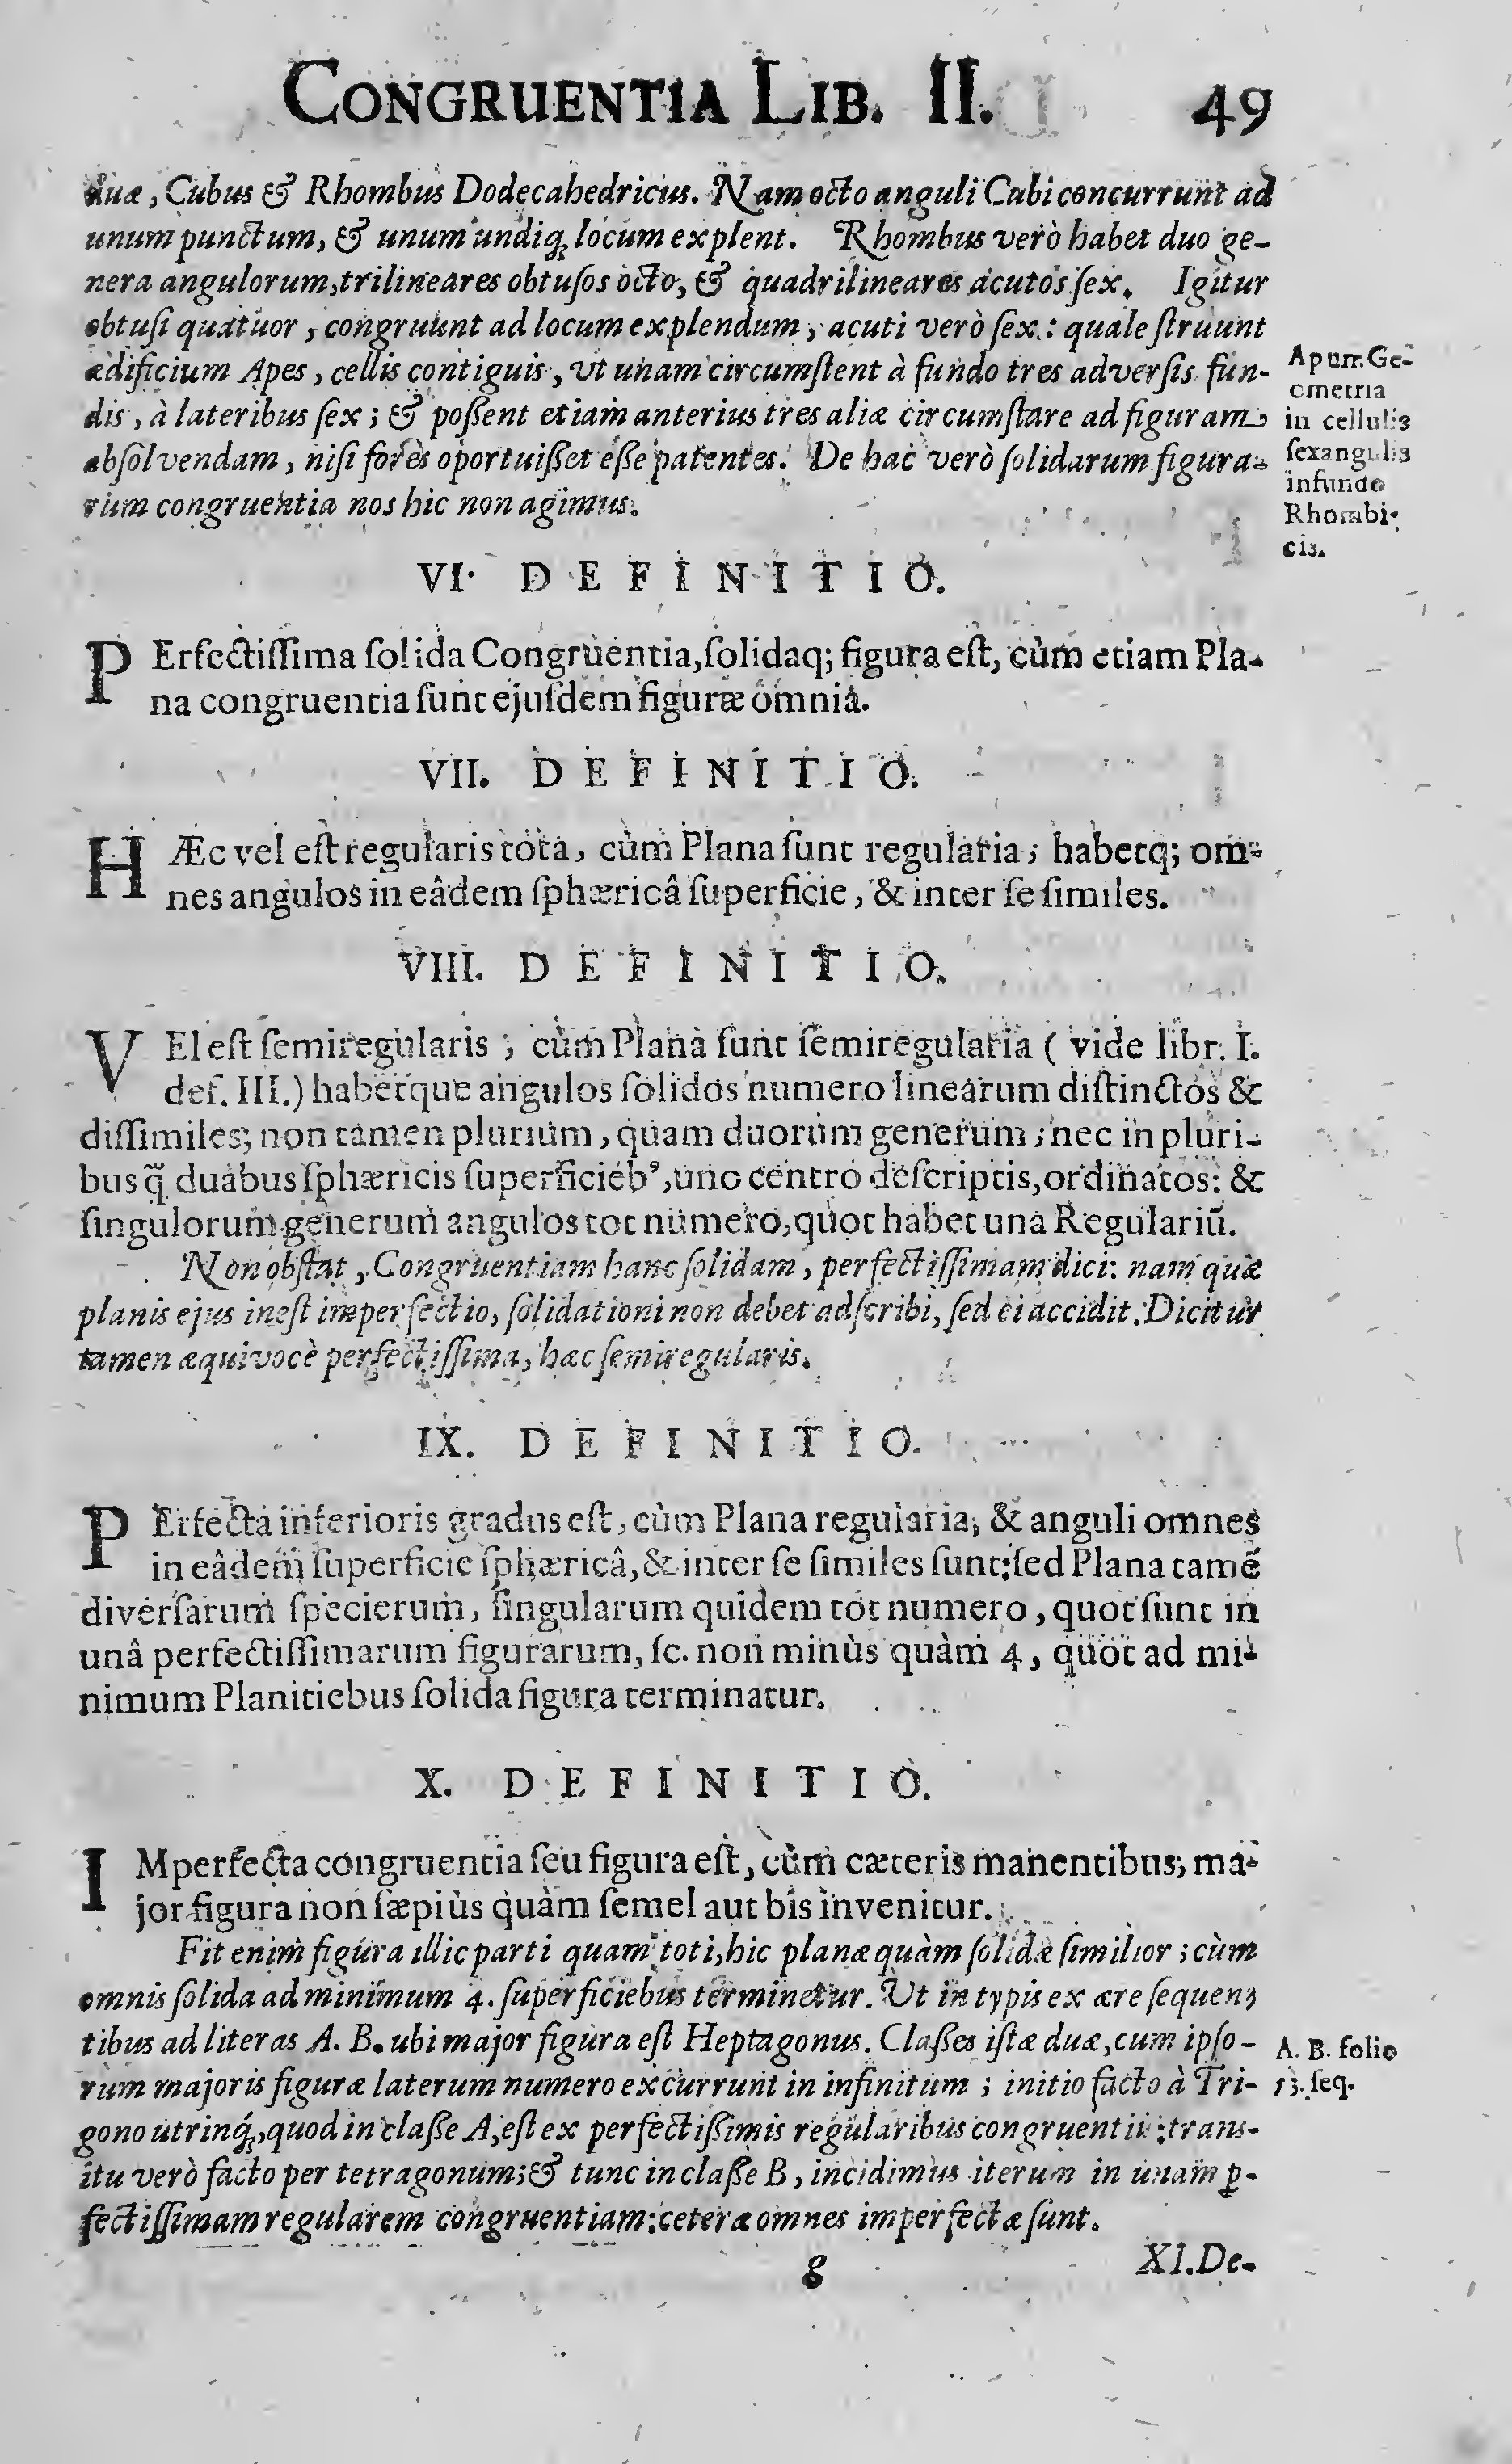 CONGRUENTIA LIB. II. 49
duæ, Cubus & Rhombus Dodecahedricus. Nam octo anguli Cubi concurrunt ad
unum punctum, & unum undiq; locum explent. Rhombus verò habet duo ge-
nera angulorum, trilineares obtuſos octo, & quadrilineares acutos ſex. Igitur
obtuſi quatuor, congruunt ad locum explendum, acuti verò ſex: quale ſtruunt
ædificium Apes, cellis contiguis, ut unam circumſtent à fundo tres adverſis fun-
dis, à lateribus ſex; & poſſent etiam anterius tres aliæ circumſtare ad figuram
abſolvendam, niſi forès oportuiſſet eſſe patentes. De hac verò ſolidarum figura-
rum congruentia nos hic non agimus.
Apum Ge-
ometria
in cellulis
ſexangulis
in fundo
Rhombi-
cis.
VI. DEFINITIO.
PErfectiſſima ſolida Congruentia, ſolidaq; figura eſt, cùm etiam Pla-
na congruentia ſunt ejuſdem figuræ omnia.
VII. DEFINITIO.
HÆc vel eſt regularis tota, cùm Plana ſunt regularia; habetq; om-
nes angulos in eâdem ſphæricâ ſuperficie, & inter ſe ſimiles.
VIII. DEFINITIO.
VEl eſt ſemiregularis; cùm Plana ſunt ſemiregularia (vide libr. I.
def. III.) habetque angulos ſolidos numero linearum diſtinctos &
diſſimiles; non tamen plurium, quam duorum generum; nec in pluri-
bus q̃ duabus ſphæricis ſuperficieb⁹, uno centro deſcriptis, ordinatos: &
ſingulorum generum angulos tot numero, quot habet una Regulariũ.
Non obſtat, Congruentiam hanc ſolidam, perfectiſſimam dici: nam quæ
planis ejus ineſt imperfectio, ſolidationi non debet adſcribi, ſed ei accidit. Dicitur
tamen æquivocè perfectiſſima, hæc ſemiregularis.
IX. DEFINITIO.
PErfecta inferioris gradus eſt, cùm Plana regularia, & anguli omnes
in eâdem ſuperficie ſphæricâ, & inter ſe ſimiles ſunt: ſed Plana tamẽ
diverſarum ſpecierum, ſingularum quidem tot numero, quot ſunt in
unâ perfectiſſimarum figurarum, ſc. non minùs quàm 4, quot ad mi-
nimum Planitiebus ſolida figura terminatur.
X. DEFINITIO.
IMperfecta congruentia ſeu figura eſt, cùm cæteris manentibus, ma-
jor figura non ſæpiùs quàm ſemel aut bis invenitur.
Fit enim figura illic parti quam toti, hic planæ quàm ſolidæ ſimilior; cùm
omnis ſolida ad minimum 4. ſuperficiebus terminetur. Ut in typis ex ære ſequen-
tibus ad literas A. B. ubi major figura eſt Heptagonus. Claſſes iſtæ duæ, cum ipſo-
rum majoris figuræ laterum numero excurrunt in infinitum; initio facto à Tri-
gono utrinq;, quod in claſſe A, eſt ex perfectiſſimis regularibus congruentiis; trans-
itu verò facto per tetragonum; & tunc in claſſe B, incidimus iterum in unam ꝑ-
fectiſſimam regularem congruentiam: ceteræ omnes imperfectæ ſunt.
A. B. folio
53. ſeq.
g XI. De-